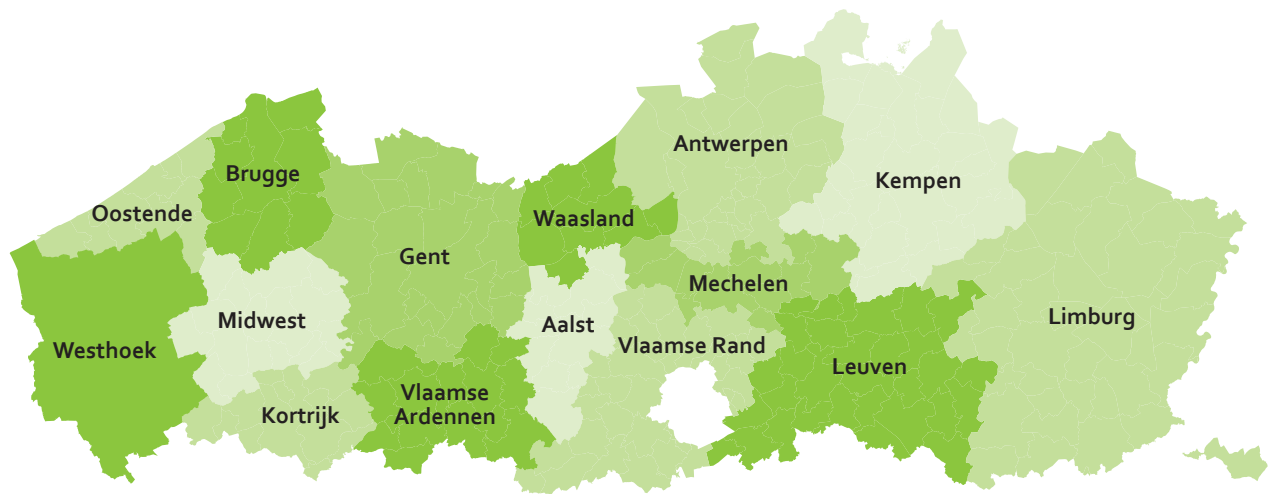 Antwerpen
Brugge
Kempen
Oostende
Waasland
Gent
Mechelen
Midwest
Aalst
Limburg
Vlaamse Rand
Westhoek
Leuven
Vlaamse
Ardennen
Kortrijk